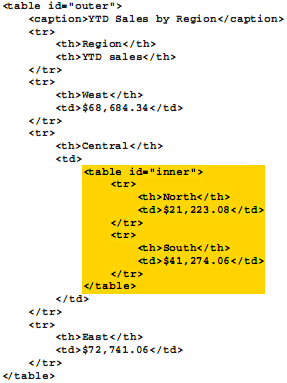 <table id="outer">
<caption>YTD Sales by Region</caption>
<tr>
<th>Region</th>
<th>YTD sales</th>
</tr>
<tr>
<th>West</th>
<td>$68,684.34</td>
</tr>
<tr>
<th>Central</th>
<td>
<table id="inner">
<tr>
<th>North</th>
<td>$21,223.08</td>
</tr>
<tr>
<th>South</th>
<td>$41,274.06</td>
</tr>
</table>
</td>
</tr>
<tr>
<th>East</th>
<td>$72,741.06</td>
</tr>
</table>